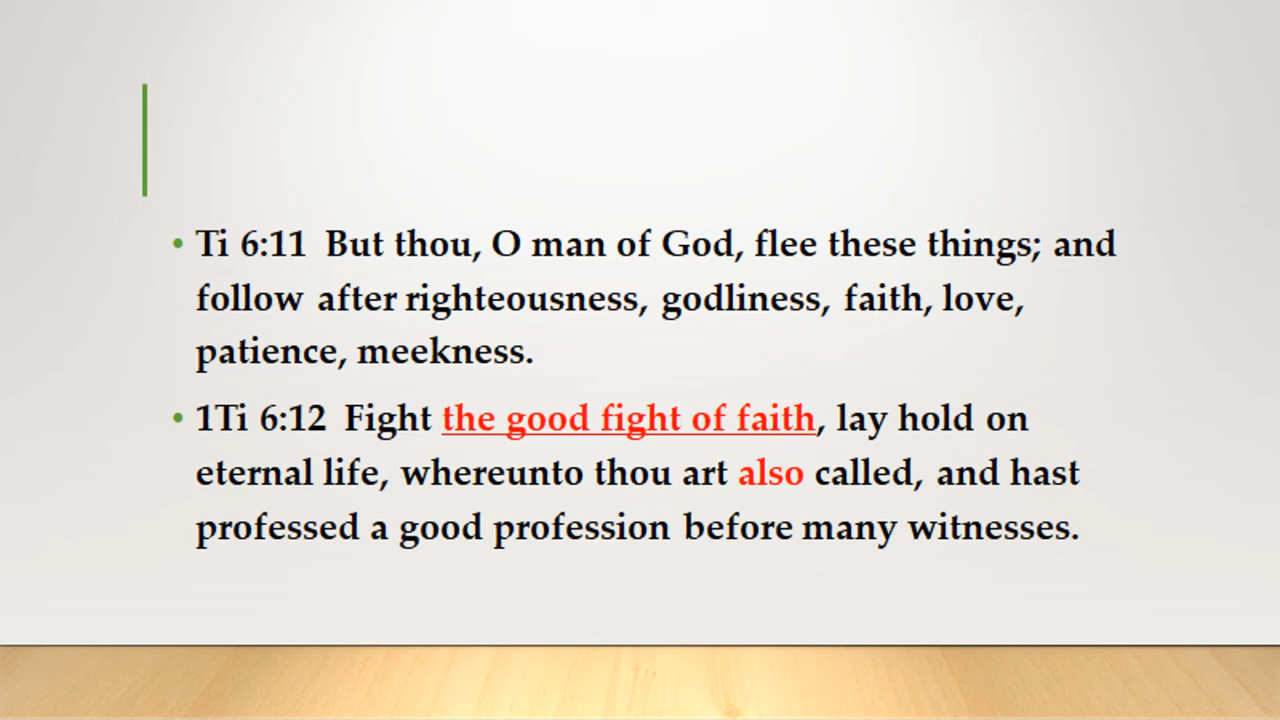 • Ti 6:11 But thou, O man of God, flee these things; and
follow after righteousness, godliness, faith, love,
patience, meekness.
• 1Ti 6:12 Fight the good fight of faith, lay hold on
eternal life, whereunto thou art also called, and hast
professed a good profession before many witnesses.